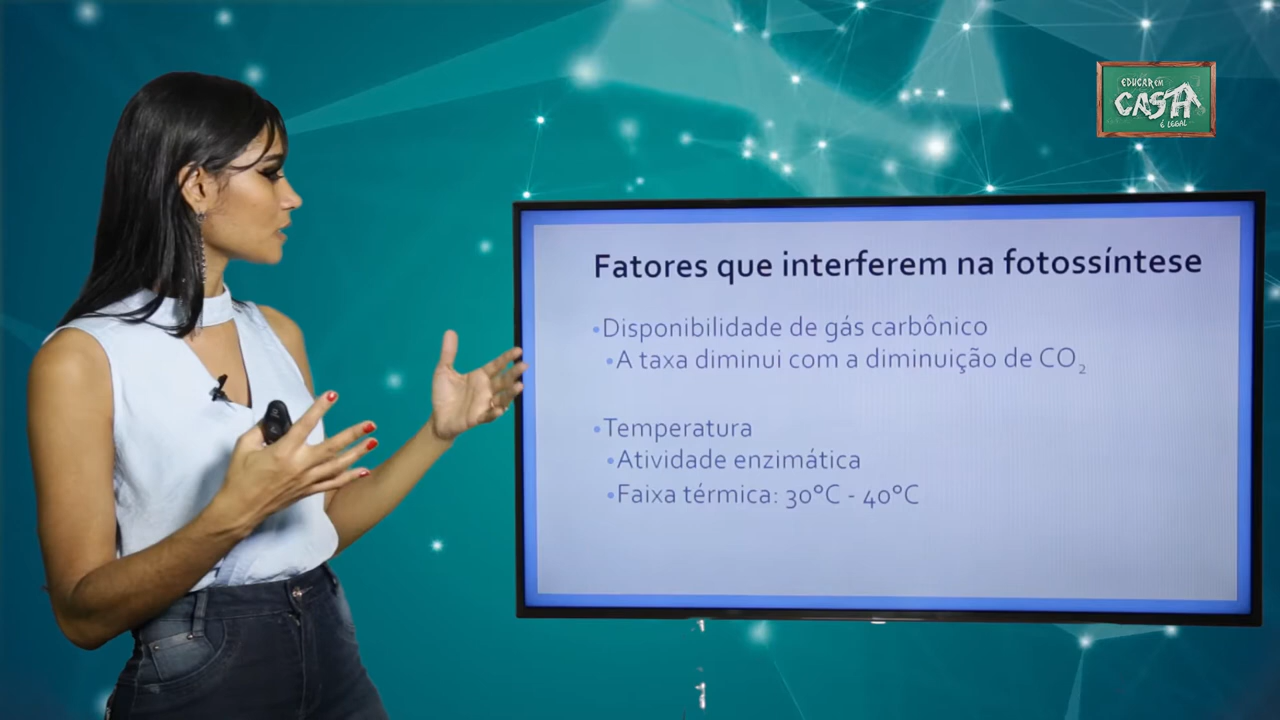 EDUCAR EM
CASA
É LEGAL
Fatores que interferem na fotossíntese
•Disponibilidade de gás carbônico
•A taxa diminui com a diminuição de CO₂
•Temperatura
•Atividade enzimática
•Faixa térmica: 30°C - 40°C